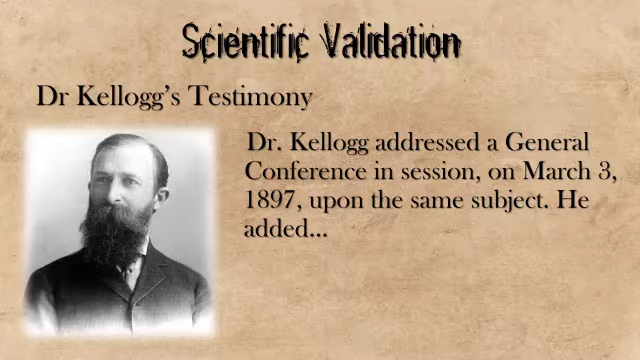 Scientific Validation
Dr Kellogg's Testimony
Dr. Kellogg addressed a General
Conference in session, on March 3,
1897, upon the same subject. He
added...